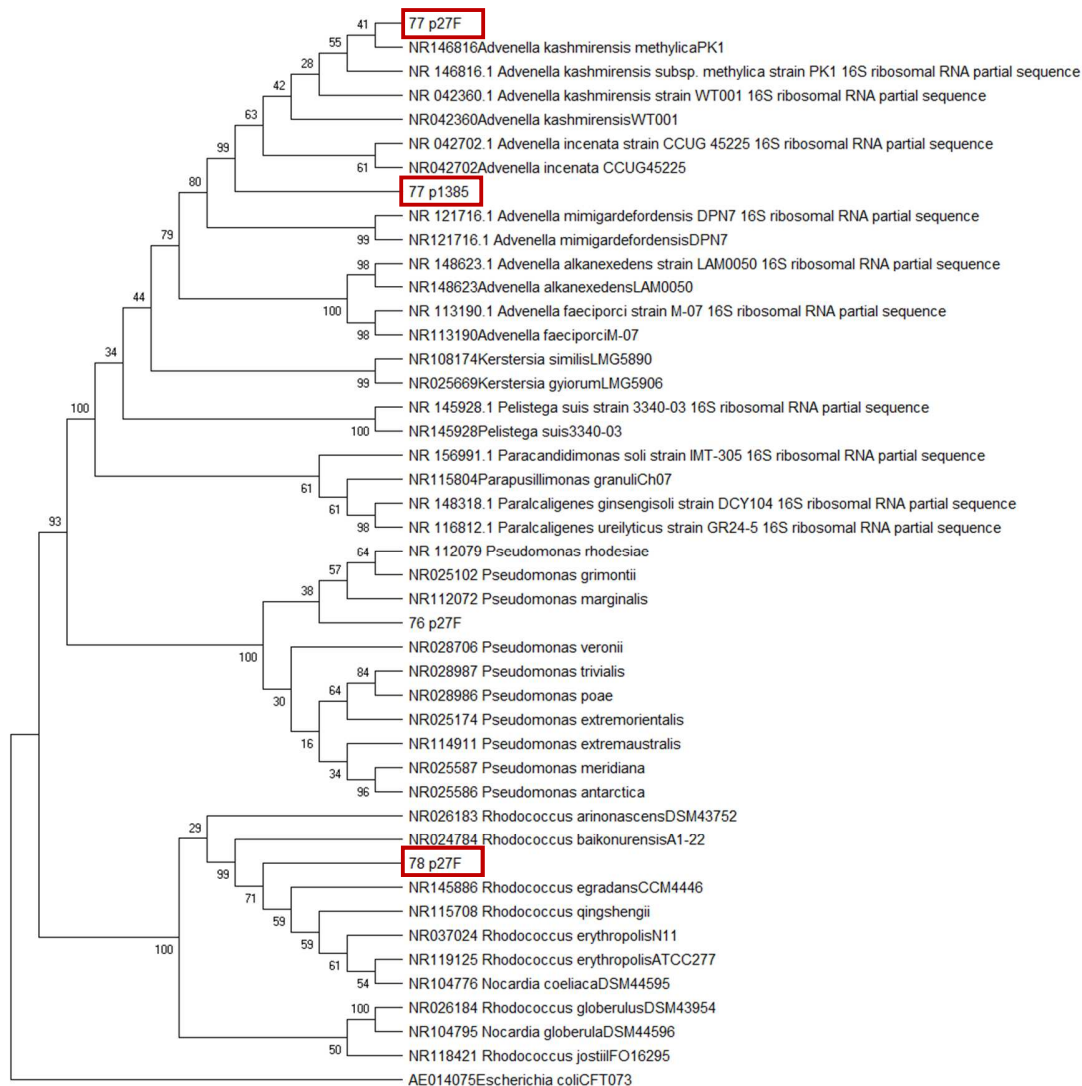 41
77 p27F
55
NR146816Advenella kashmirensis methylicaPK1
28
NR 146816.1 Advenella kashmirensis subsp. methylica strain PK1 16S ribosomal RNA partial sequence
42
NR 042360.1 Advenella kashmirensis strain WT001 16S ribosomal RNA partial sequence
63
NR042360Advenella kashmirensisWT001
99
NR 042702.1 Advenella incenata strain CCUG 45225 16S ribosomal RNA partial sequence
61
NR042702Advenella incenata CCUG45225
80
77 p1385
NR 121716.1 Advenella mimigardefordensis DPN7 16S ribosomal RNA partial sequence
79
99
NR121716.1 Advenella mimigardefordensisDPN7
98
NR 148623.1 Advenella alkanexedens strain LAM0050 16S ribosomal RNA partial sequence
NR148623Advenella alkanexedensLAM0050
44
100
NR 113190.1 Advenella faeciporci strain M-07 16S ribosomal RNA partial sequence
98
NR113190Advenella faeciporciM-07
34
NR108174Kerstersia similisLMG5890
99
NR025669Kerstersia gyiorumLMG5906
100
NR 145928.1 Pelistega suis strain 3340-03 16S ribosomal RNA partial sequence
100
NR145928Pelistega suis3340-03
NR 156991.1 Paracandidimonas soli strain IMT-305 16S ribosomal RNA partial sequence
61
NR115804Parapusillimonas granuliCh07
61
NR 148318.1 Paralcaligenes ginsengisoli strain DCY104 16S ribosomal RNA partial sequence
93
98
NR 116812.1 Paralcaligenes ureilyticus strain GR24-5 16S ribosomal RNA partial sequence
64
NR 112079 Pseudomonas rhodesiae
57
NR025102 Pseudomonas grimontii
38
NR112072 Pseudomonas marginalis
76 p27F
100
NR028706 Pseudomonas veronii
84
NR028987 Pseudomonas trivialis
64
NR028986 Pseudomonas poae
30
NR025174 Pseudomonas extremorientalis
16
NR114911 Pseudomonas extremaustralis
34
NR025587 Pseudomonas meridiana
96
NR025586 Pseudomonas antarctica
29
NR026183 Rhodococcus arinonascensDSM43752
NR024784 Rhodococcus baikonurensisA1-22
99
78 p27F
71
NR145886 Rhodococcus egradansCCM4446
59
NR115708 Rhodococcus qingshengii
59
NR037024 Rhodococcus erythropolisN11
100
61
NR119125 Rhodococcus erythropolisATCC277
54
NR104776 Nocardia coeliacaDSM44595
100
NR026184 Rhodococcus globerulusDSM43954
NR104795 Nocardia globerulaDSM44596
50
NR118421 Rhodococcus jostiiIFO16295
AE014075Escherichia coliCFT073